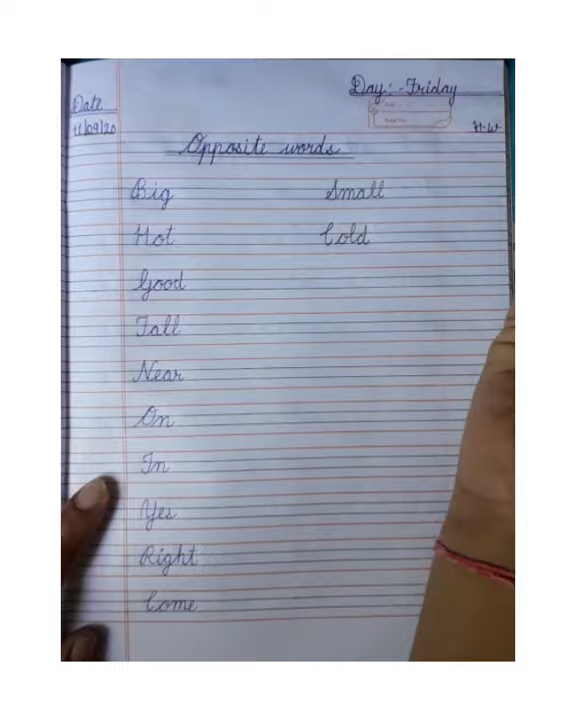 Day:-Friday
Date
11/09/20
H.W
Opposite words
Big Small
Hot Cold
Good
Tall
Near
On
In
Yes
Right
Come